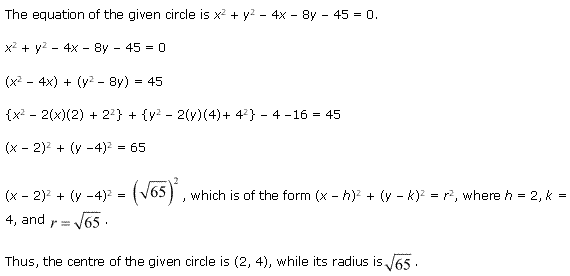 The equation of the given circle is x² + y² – 4x – 8y – 45 = 0.
x² + y² – 4x – 8y – 45 = 0
(x² – 4x) + (y² – 8y) = 45
{x² – 2(x)(2) + 2²} + {y² – 2(y)(4)+ 4²} – 4 –16 = 45
(x – 2)² + (y –4)² = 65
(x – 2)² + (y –4)² = (√65)², which is of the form (x – h)² + (y – k)² = r², where h = 2, k =
4, and r = √65 .
Thus, the centre of the given circle is (2, 4), while its radius is √65 .